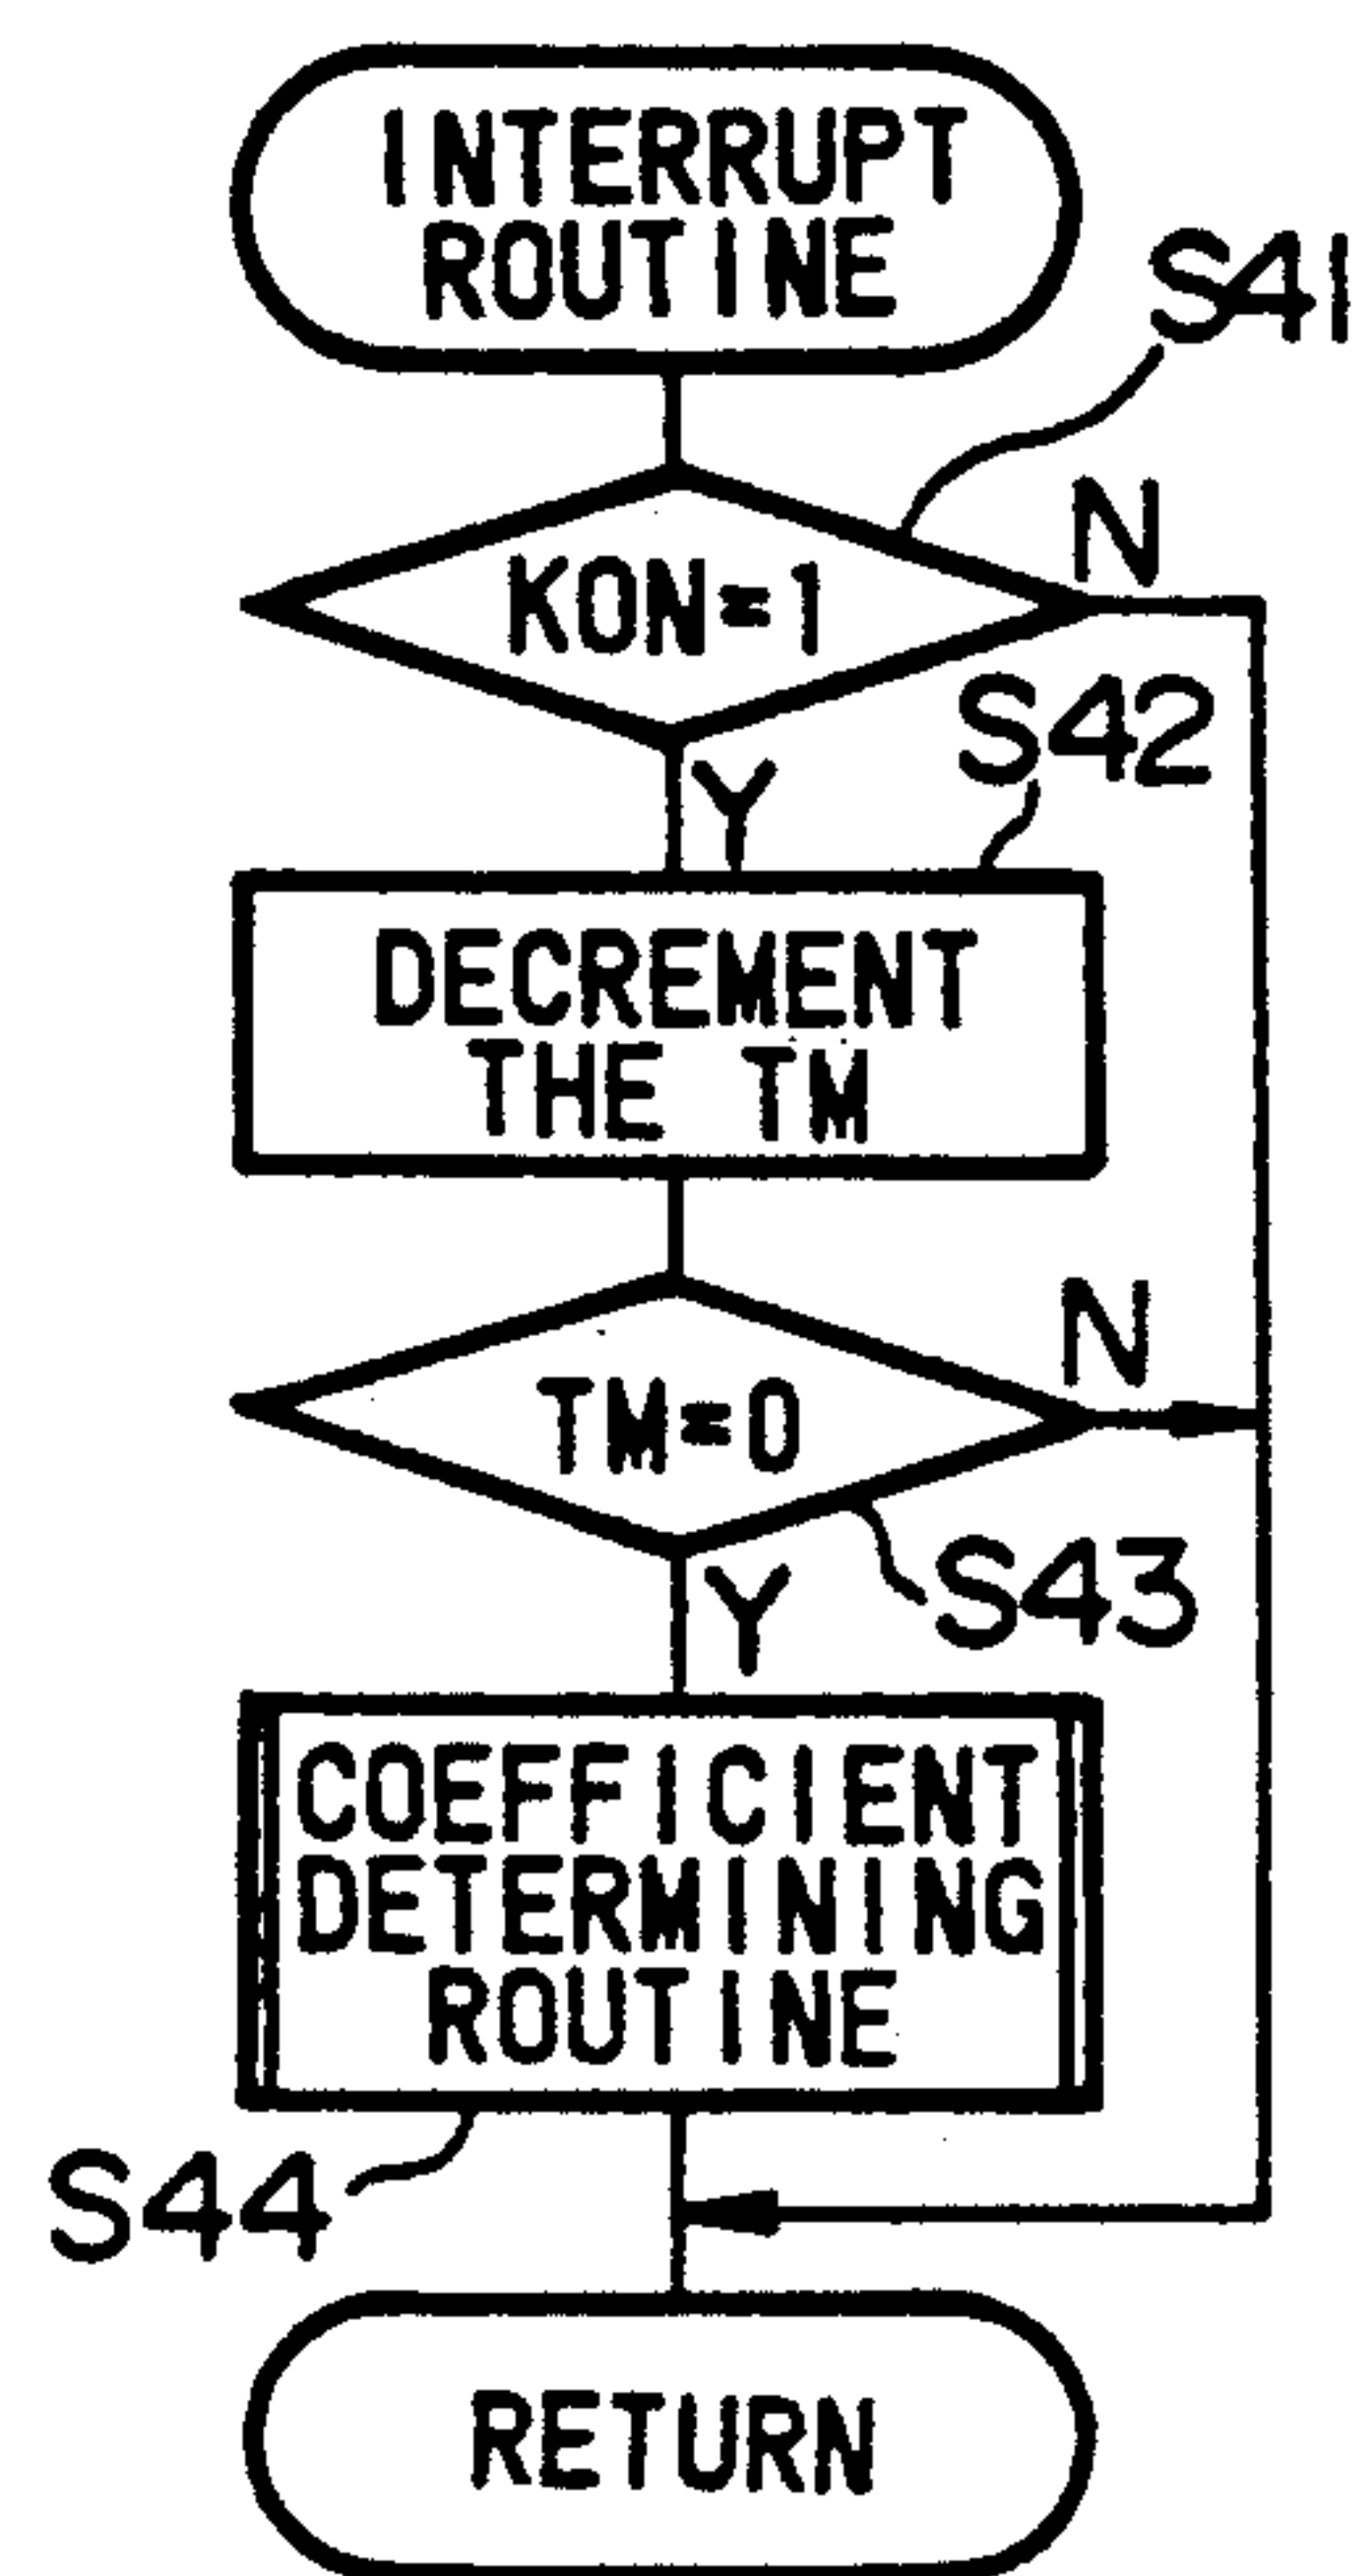 INTERRUPT
ROUTINE
S41
KON=1
N
S42
Y
DECREMENT
THE TM
N
TM=0
S43
Y
COEFFICIENT
DETERMINING
ROUTINE
S44
RETURN